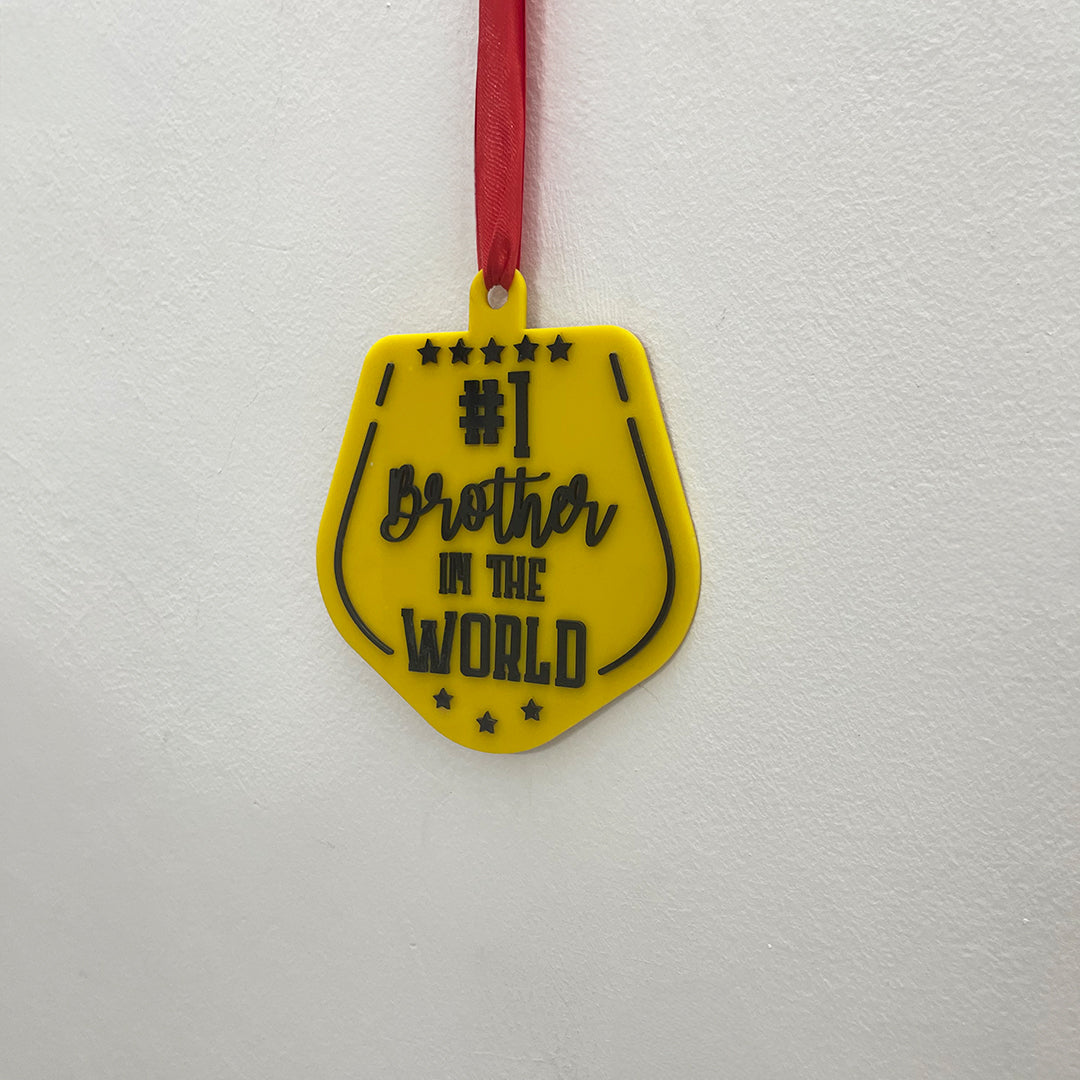 #1
Brother
IN THE
WORLD